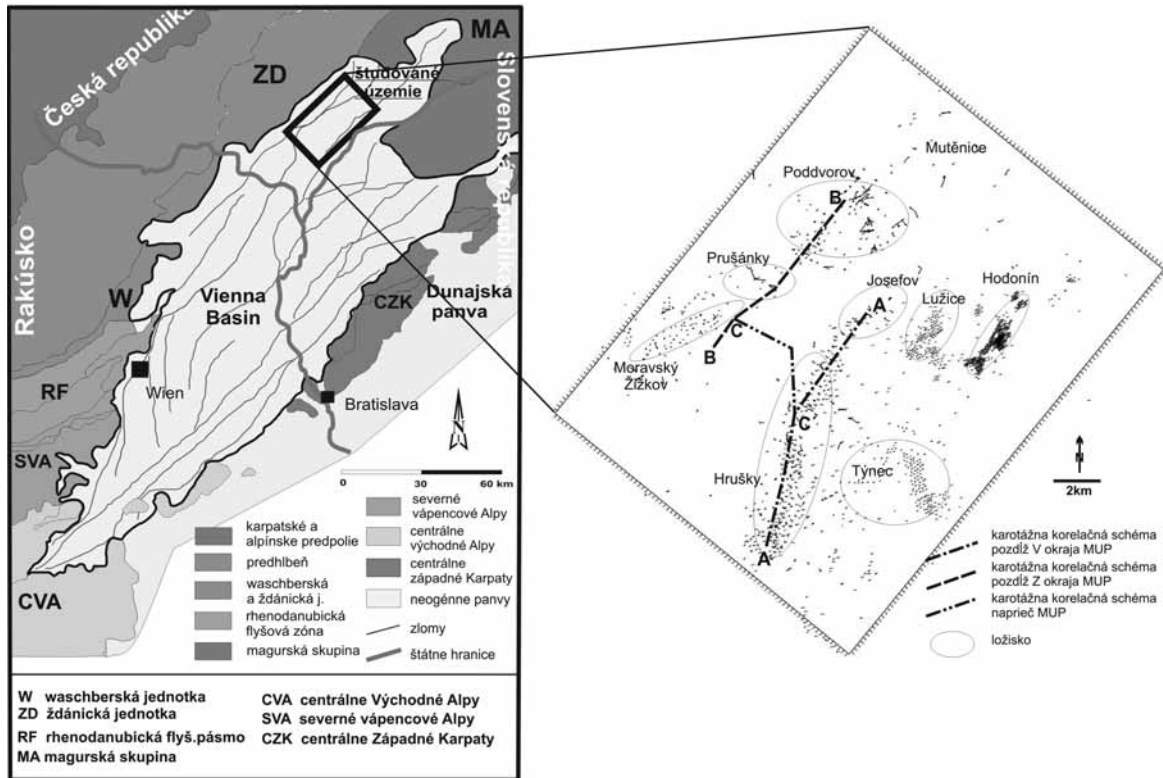 Česká republika
ZD
MA
Slovenská republika
študované
územie
Rakúsko
W
Vienna
Basin
CZK
Dunajská
panva
Wien
Bratislava
RF
SVA
CVA
0 30 60 km
karpatské a
alpínske predpolie
predhlbeň
waschberská
a ždánická j.
rhenodanubická
flyšová zóna
magurská skupina
severné
vápencové Alpy
centrálne
východné Alpy
centrálne
západné Karpaty
neogénne panvy
zlomy
štátne hranice
W waschberská jednotka
ZD ždánická jednotka
RF rhenodanubická flyš.pásmo
MA magurská skupina
CVA centrálne Východné Alpy
SVA severné vápencové Alpy
CZK centrálne Západné Karpaty
Mutěnice
Poddvorov
B
Prušánky
Josefov
A
Lužice
Hodonín
C
B
Moravský
Žižkov
C
Hrušky
Týnec
A
N
2km
karotážna korelačná schéma
pozdĺž V okraja MUP
karotážna korelačná schéma
pozdĺž Z okraja MUP
karotážna korelačná schéma
naprieč MUP
ložisko